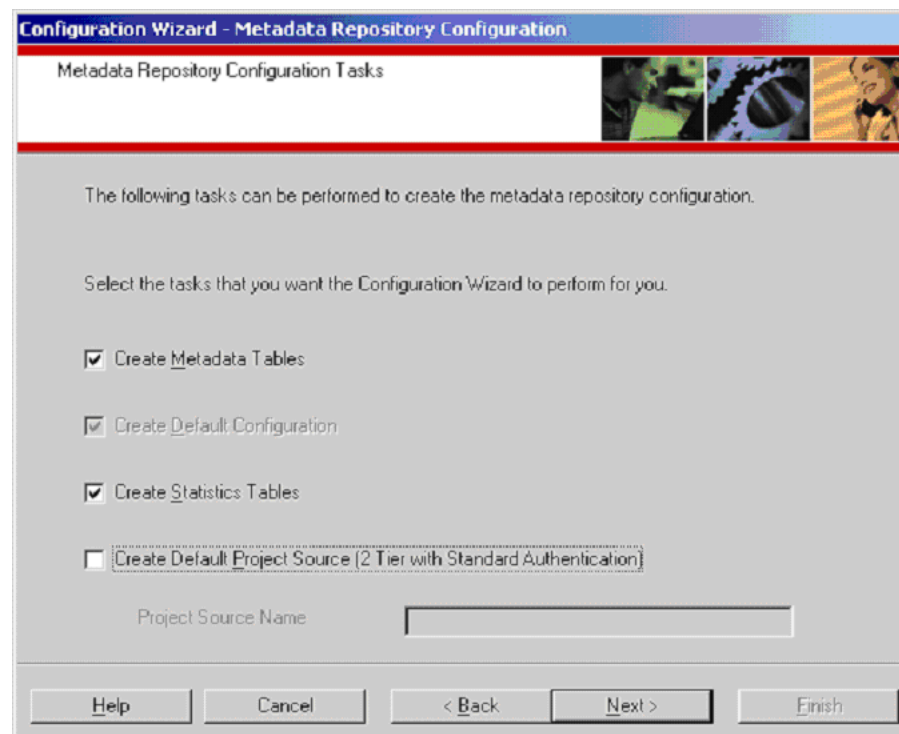 Configuration Wizard - Metadata Repository Configuration
Metadata Repository Configuration Tasks
The following tasks can be performed to create the metadata repository configuration.
Select the tasks that you want the Configuration Wizard to perform for you.
Create Metadata Tables
Create Default Configuration
Create Statistics Tables
Create Default Project Source (2 Tier with Standard Authentication)
Project Source Name
Help
Cancel
< Back
Next >
Finish